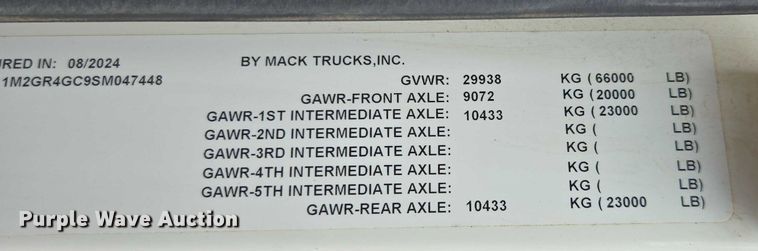 URED IN: 08/2024 BY MACK TRUCKS,INC.
1M2GR4GC9SM047448 GVWR: 29938 KG ( 66000 LB)
GAWR-FRONT AXLE: 9072 KG ( 20000 LB)
GAWR-1ST INTERMEDIATE AXLE: 10433 KG ( 23000 LB)
GAWR-2ND INTERMEDIATE AXLE: KG ( LB)
GAWR-3RD INTERMEDIATE AXLE: KG ( LB)
GAWR-4TH INTERMEDIATE AXLE: KG ( LB)
GAWR-5TH INTERMEDIATE AXLE: KG ( LB)
GAWR-REAR AXLE: 10433 KG ( 23000 LB)
Purple Wave Auction